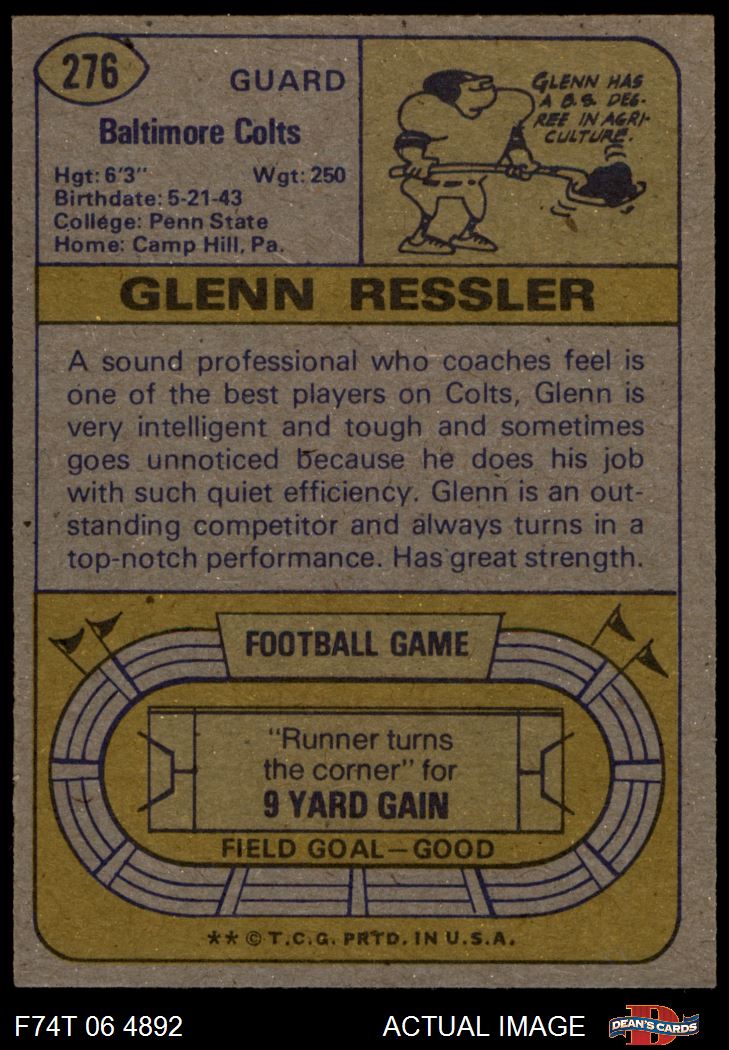 276
GUARD
Baltimore Colts
Hgt: 6'3" Wgt: 250
Birthdate: 5-21-43
College: Penn State
Home: Camp Hill, Pa.
GLENN HAS
A B.S. DEG-
REE IN AGRI-
CULTURE.
GLENN RESSLER
A sound professional who coaches feel is
one of the best players on Colts, Glenn is
very intelligent and tough and sometimes
goes unnoticed because he does his job
with such quiet efficiency. Glenn is an out-
standing competitor and always turns in a
top-notch performance. Has great strength.
FOOTBALL GAME
"Runner turns
the corner" for
9 YARD GAIN
FIELD GOAL—GOOD
** © T.C.G. PRTD. IN U.S.A.
F74T 06 4892 ACTUAL IMAGE
D
DEAN'S CARDS